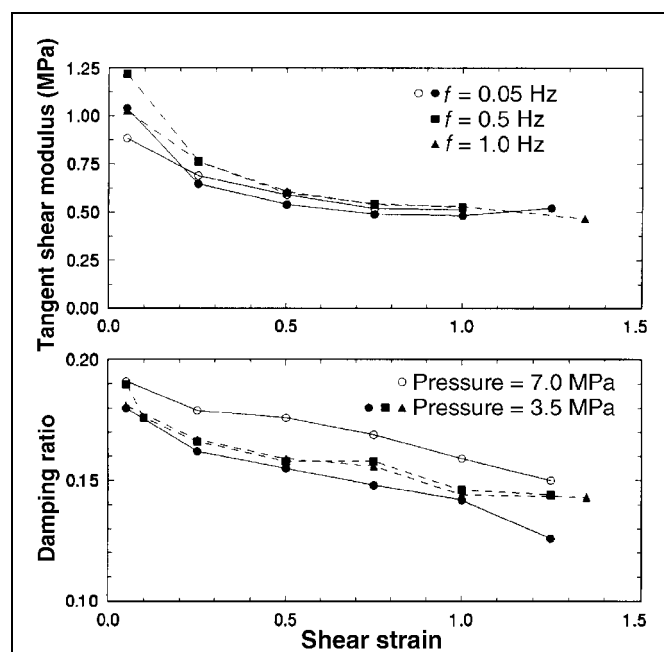 Tangent shear modulus (MPa)
1.25
1.00
0.75
0.50
0.25
0.00
f = 0.05 Hz
f = 0.5 Hz
f = 1.0 Hz
0.0
0.5
1.0
1.5
Damping ratio
0.20
0.15
0.10
Pressure = 7.0 MPa
Pressure = 3.5 MPa
0.0
0.5
1.0
1.5
Shear strain